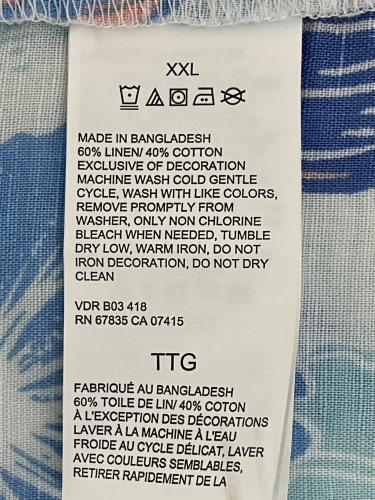 XXL
MADE IN BANGLADESH
60% LINEN/ 40% COTTON
EXCLUSIVE OF DECORATION
MACHINE WASH COLD GENTLE
CYCLE, WASH WITH LIKE COLORS,
REMOVE PROMPTLY FROM
WASHER, ONLY NON CHLORINE
BLEACH WHEN NEEDED, TUMBLE
DRY LOW, WARM IRON, DO NOT
IRON DECORATION, DO NOT DRY
CLEAN
VDR B03 418
RN 67835 CA 07415
TTG
FABRIQUÉ AU BANGLADESH
60% TOILE DE LIN/ 40% COTON
À L'EXCEPTION DES DÉCORATIONS
LAVER À LA MACHINE À L'EAU
FROIDE AU CYCLE DÉLICAT, LAVER
AVEC COULEURS SEMBLABLES,
RETIRER RAPIDEMENT DE LA